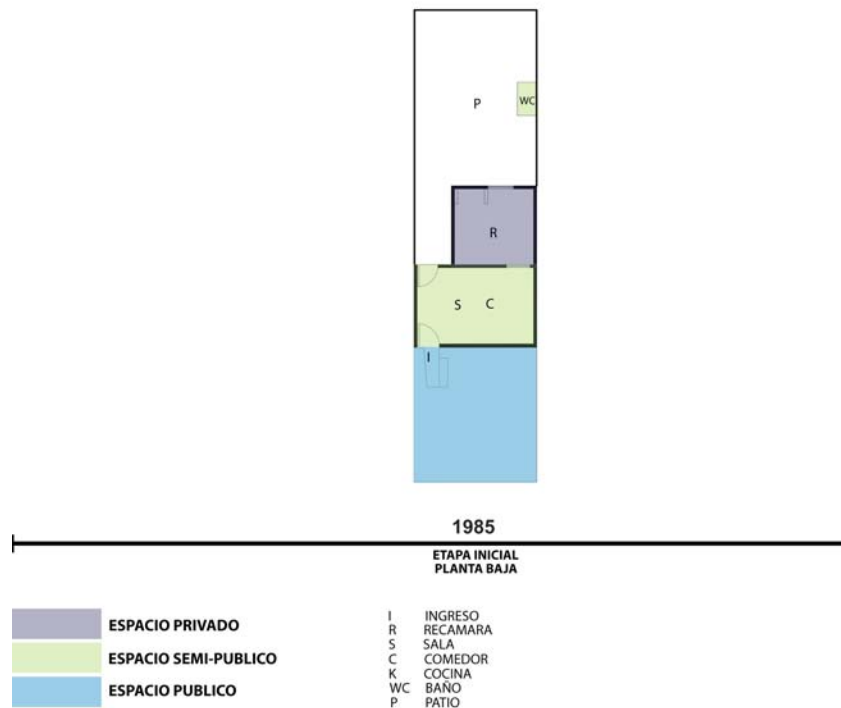 P
WC
R
S C
I
1985
ETAPA INICIAL
PLANTA BAJA
ESPACIO PRIVADO
ESPACIO SEMI-PUBLICO
ESPACIO PUBLICO
I INGRESO
R RECAMARA
S SALA
C COMEDOR
K COCINA
WC BAÑO
P PATIO